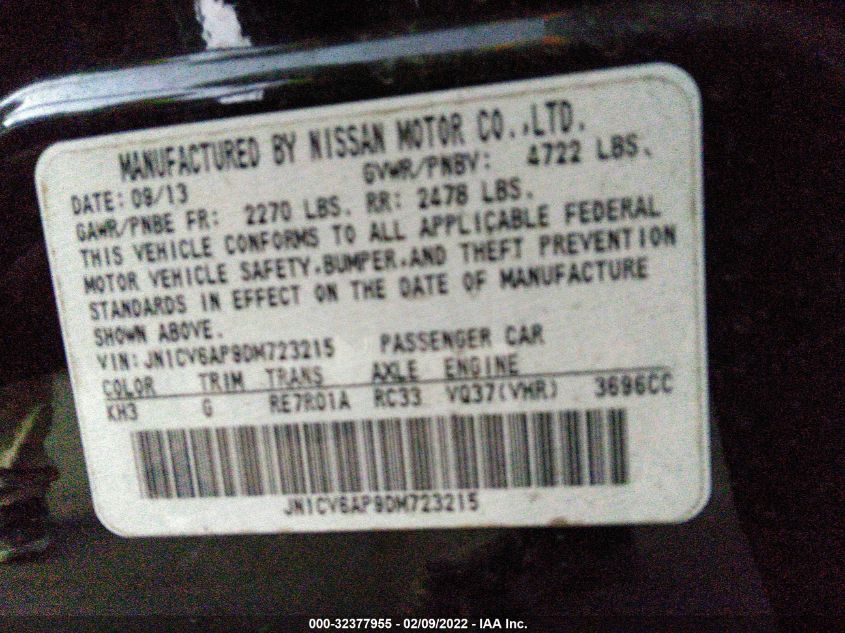 MANUFACTURED BY NISSAN MOTOR CO.,LTD.
DATE:09/13 GVWR/PNBV: 4722 LBS.
GAWR/PNBE FR: 2270 LBS. RR: 2478 LBS.
THIS VEHICLE CONFORMS TO ALL APPLICABLE FEDERAL
MOTOR VEHICLE SAFETY,BUMPER,AND THEFT PREVENTION
STANDARDS IN EFFECT ON THE DATE OF MANUFACTURE
SHOWN ABOVE.
VIN:JN1CV6AP9DM723215 PASSENGER CAR
COLOR TRIM TRANS AXLE ENGINE
KH3 G RE7R01A RC33 VQ37(VHR) 3696CC
JN1CV6AP9DM723215
000-32377955 - 02/09/2022 - IAA Inc.